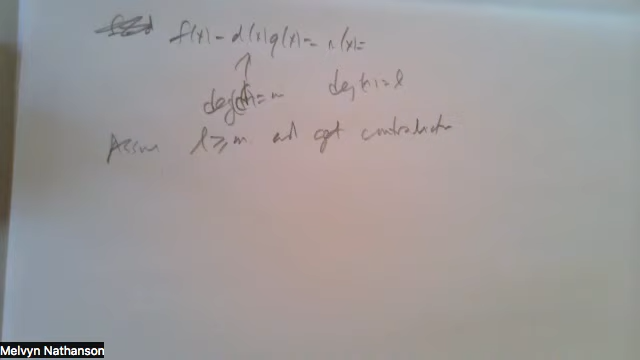 f(x) - d(x)q(x) = r(x) =
deg(d) = m deg r = l
Assume l ≥ m and get contradiction
Melvyn Nathanson